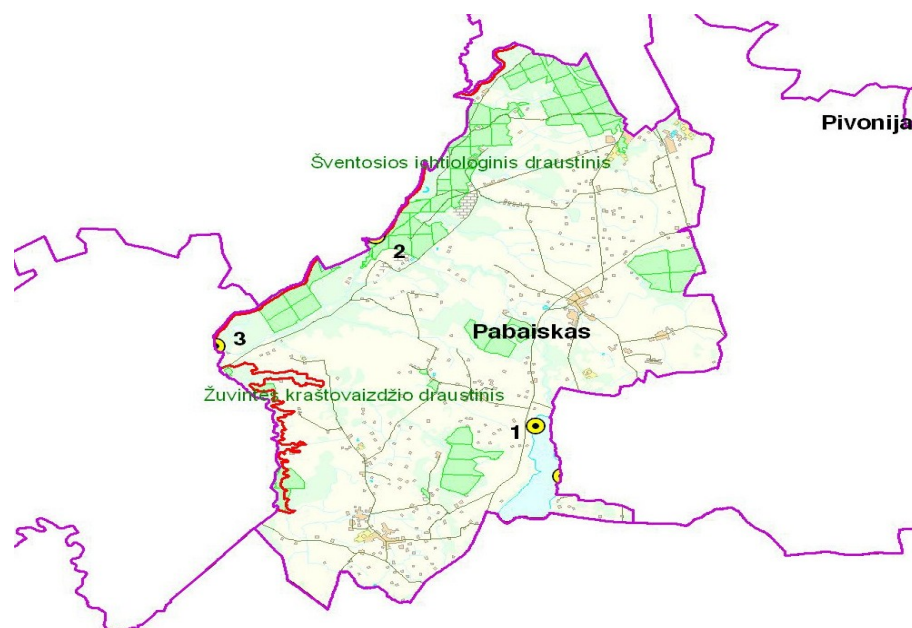 Pivonija
Šventosios ichtiologinis draustinis
2
Pabaiskas
3
Žuvintės kraštovaizdžio draustinis
1